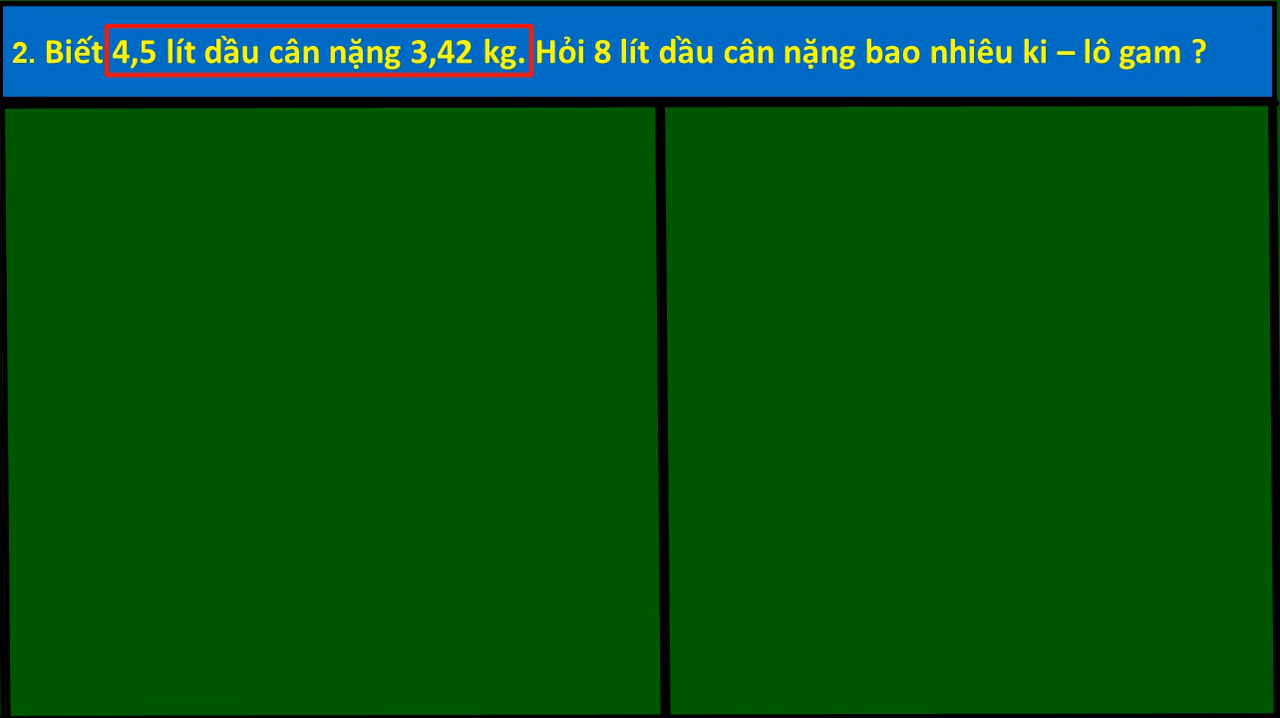 2. Biết 4,5 lít dầu cân nặng 3,42 kg. Hỏi 8 lít dầu cân nặng bao nhiêu ki – lô gam ?